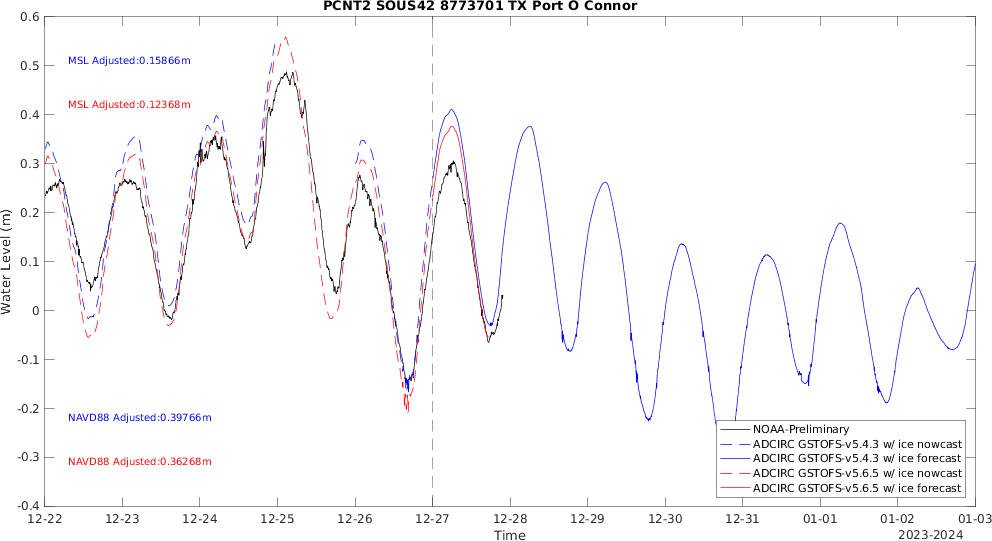 PCNT2 SOUS42 8773701 TX Port O Connor
0.6
0.5
0.4
0.3
0.2
0.1
0
-0.1
-0.2
-0.3
-0.4
Water Level (m)
MSL Adjusted:0.15866m
MSL Adjusted:0.12368m
NAVD88 Adjusted:0.39766m
NAVD88 Adjusted:0.36268m
NOAA-Preliminary
ADCIRC GSTOFS-v5.4.3 w/ ice nowcast
ADCIRC GSTOFS-v5.4.3 w/ ice forecast
ADCIRC GSTOFS-v5.6.5 w/ ice nowcast
ADCIRC GSTOFS-v5.6.5 w/ ice forecast
12-22 12-23 12-24 12-25 12-26 12-27 12-28 12-29 12-30 12-31 01-01 01-02 01-03
Time
2023-2024